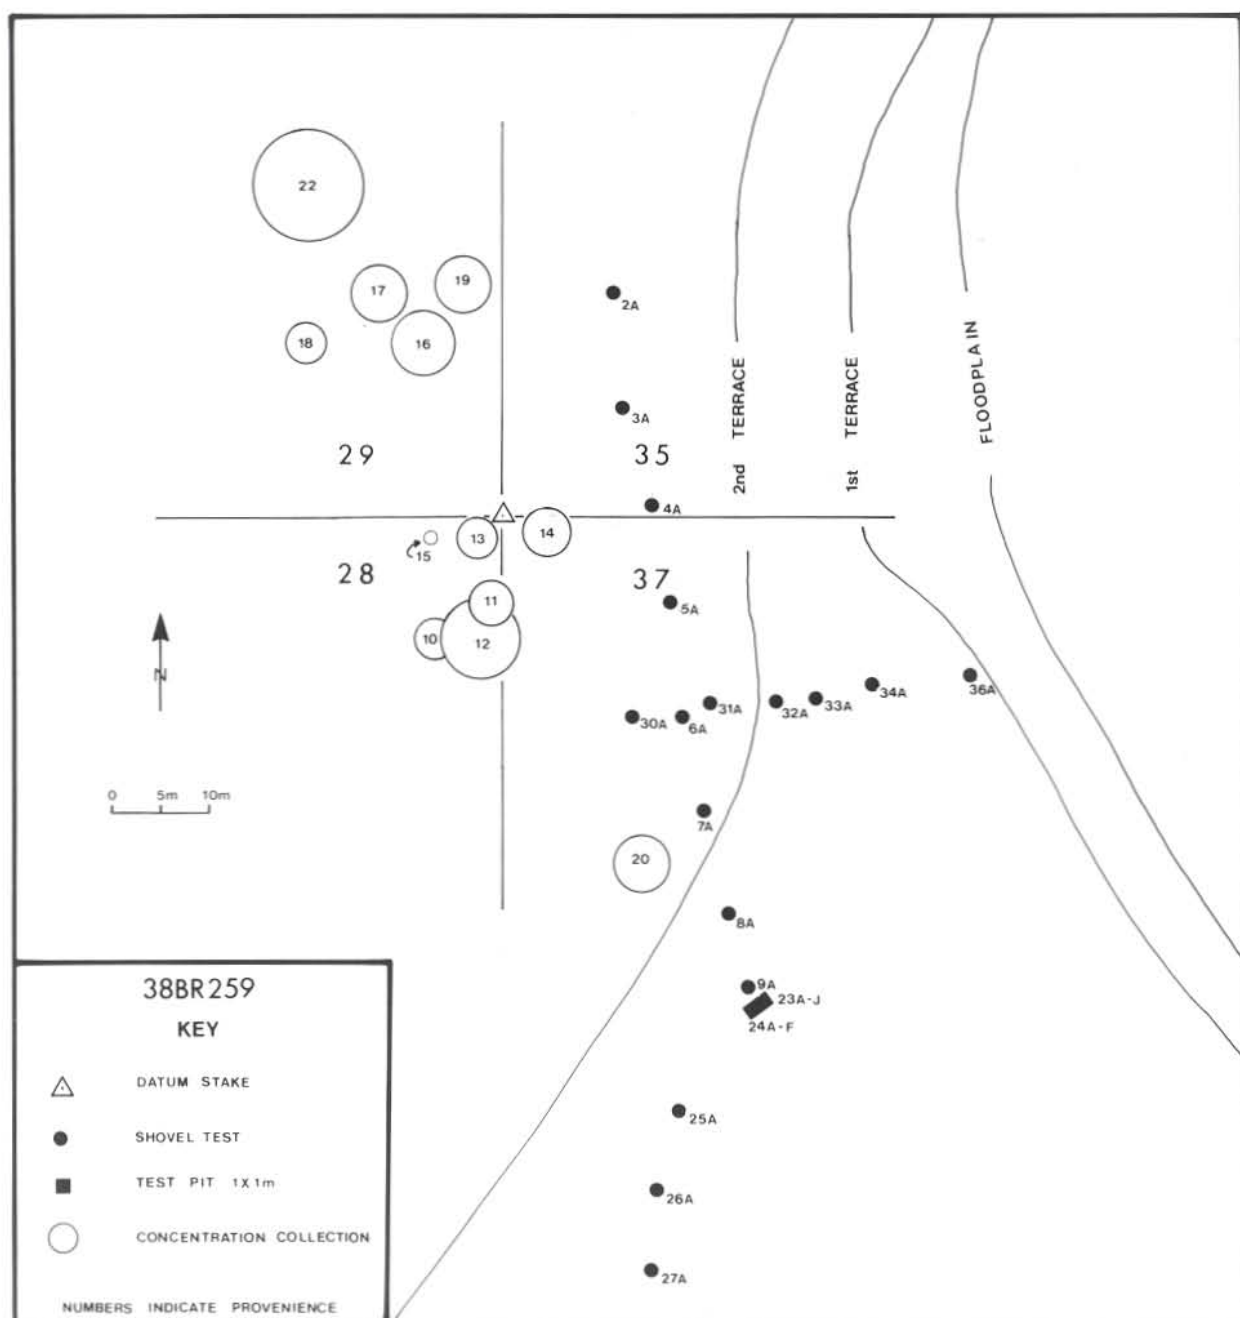 22
17
19
18
16
2A
3A
29
35
4A
2nd TERRACE
1st TERRACE
FLOODPLAIN
13
14
15
28
37
11
5A
10
12
N
30A
6A
31A
32A
33A
34A
36A
0 5m 10m
7A
20
8A
9A
23A-J
24A-F
25A
26A
27A
38BR259
KEY
DATUM STAKE
SHOVEL TEST
TEST PIT 1X1m
CONCENTRATION COLLECTION
NUMBERS INDICATE PROVENIENCE